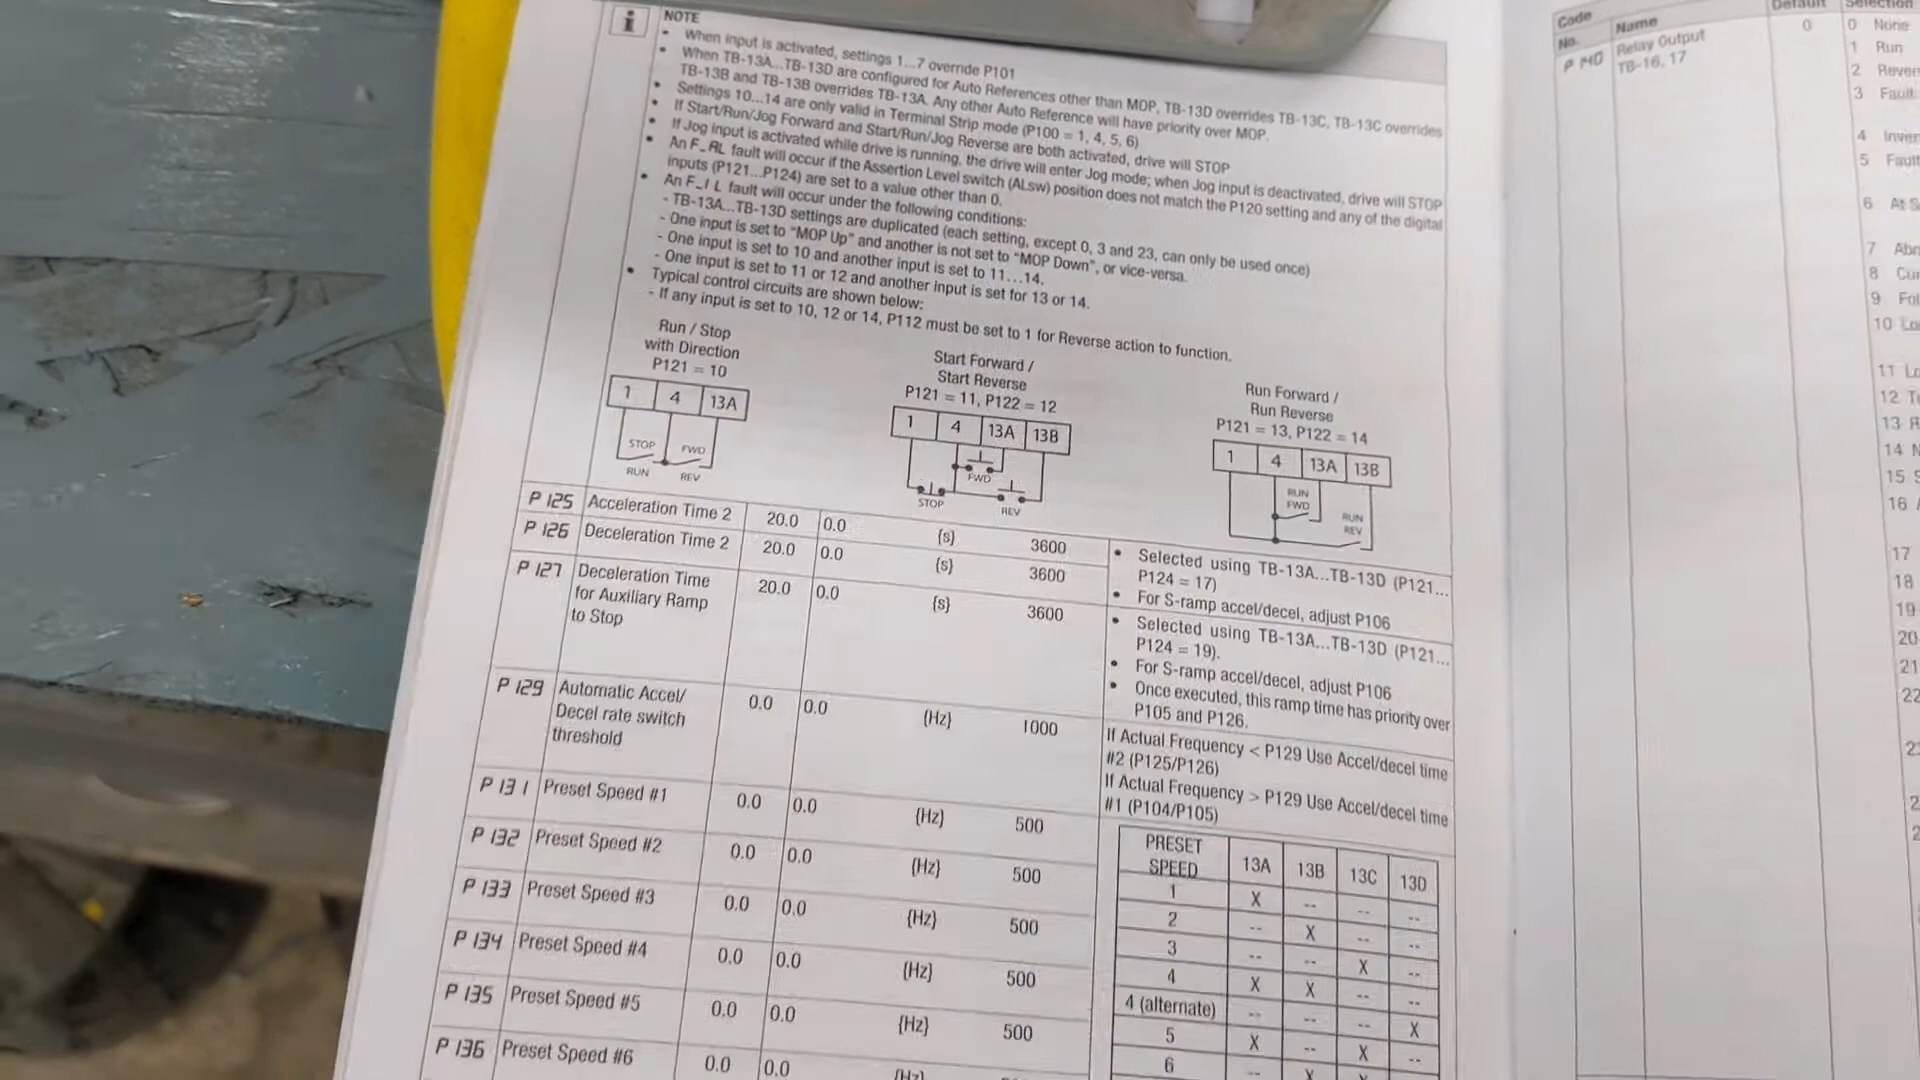 NOTE
When input is activated, settings 1...7 override P101
When TB-13A...TB-13D are configured for Auto References other than MOP, TB-13D overrides TB-13C, TB-13C overrides
TB-13B and TB-13B overrides TB-13A. Any other Auto Reference will have priority over MOP.
Settings 10...14 are only valid in Terminal Strip mode (P100 = 1, 4, 5, 6)
If Start/Run/Jog Forward and Start/Run/Jog Reverse are both activated, drive will STOP
If Jog input is activated while drive is running, the drive will enter Jog mode; when Jog input is deactivated, drive will STOP
An F_AL fault will occur if the Assertion Level switch (ALsw) position does not match the P120 setting and any of the digital
inputs (P121...P124) are set to a value other than 0.
An F_IL fault will occur under the following conditions:
- TB-13A...TB-13D settings are duplicated (each setting, except 0, 3 and 23, can only be used once)
- One input is set to "MOP Up" and another is not set to "MOP Down", or vice-versa.
- One input is set to 10 and another input is set to 11...14.
- One input is set to 11 or 12 and another input is set for 13 or 14.
Typical control circuits are shown below:
- If any input is set to 10, 12 or 14, P112 must be set to 1 for Reverse action to function.
Run / Stop
with Direction
P121 = 10
1 4 13A
STOP FWD
RUN REV
Start Forward /
Start Reverse
P121 = 11, P122 = 12
1 4 13A 13B
FWD
STOP REV
Run Forward /
Run Reverse
P121 = 13, P122 = 14
1 4 13A 13B
RUN
FWD
RUN
REV
P125 Acceleration Time 2 20.0 0.0 {s} 3600
P126 Deceleration Time 2 20.0 0.0 {s} 3600
Selected using TB-13A...TB-13D (P121...
P124 = 17)
For S-ramp accel/decel, adjust P106
P127 Deceleration Time
for Auxiliary Ramp
to Stop
20.0 0.0 {s} 3600
Selected using TB-13A...TB-13D (P121...
P124 = 19).
For S-ramp accel/decel, adjust P106
Once executed, this ramp time has priority over
P105 and P126.
P129 Automatic Accel/
Decel rate switch
threshold
0.0 0.0 {Hz} 1000
If Actual Frequency < P129 Use Accel/decel time
#2 (P125/P126)
If Actual Frequency > P129 Use Accel/decel time
#1 (P104/P105)
P131 Preset Speed #1 0.0 0.0 {Hz} 500
P132 Preset Speed #2 0.0 0.0 {Hz} 500
P133 Preset Speed #3 0.0 0.0 {Hz} 500
P134 Preset Speed #4 0.0 0.0 {Hz} 500
P135 Preset Speed #5 0.0 0.0 {Hz} 500
P136 Preset Speed #6 0.0 0.0 {Hz}
PRESET
SPEED 13A 13B 13C 13D
1 X -- -- --
2 -- X -- --
3 -- -- X --
4 X X -- --
4 (alternate) -- -- -- X
5 X -- X --
6 -- X X
Code
No. Name Default Selection
P140 Relay Output
TB-16, 17
0
0 None
1 Run
2
3 Fault
4
5
6 At
7
8
9
10
11
12
13
14
15
16
17
18
19
20
21
22